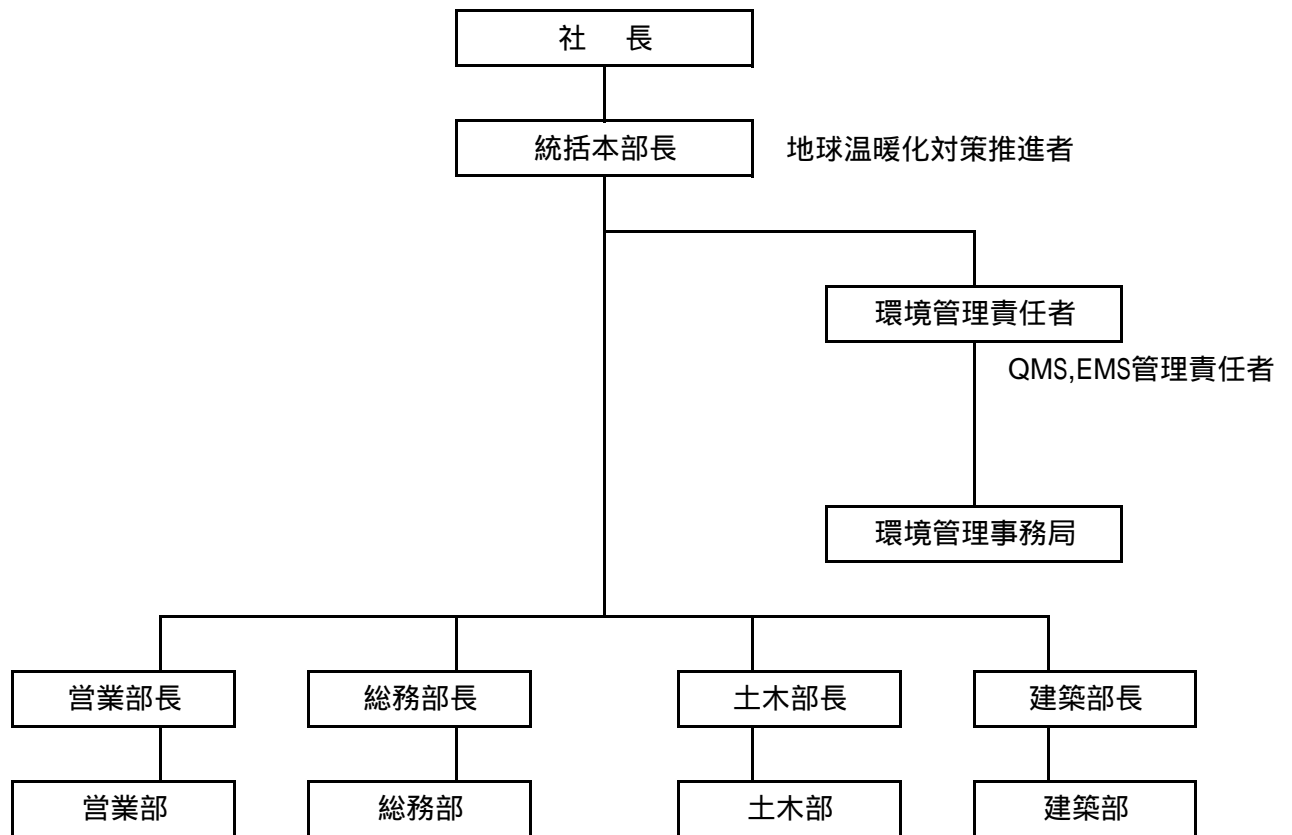 社　長
統括本部長
地球温暖化対策推進者
環境管理責任者
QMS,EMS管理責任者
環境管理事務局
営業部長
総務部長
土木部長
建築部長
営業部
総務部
土木部
建築部